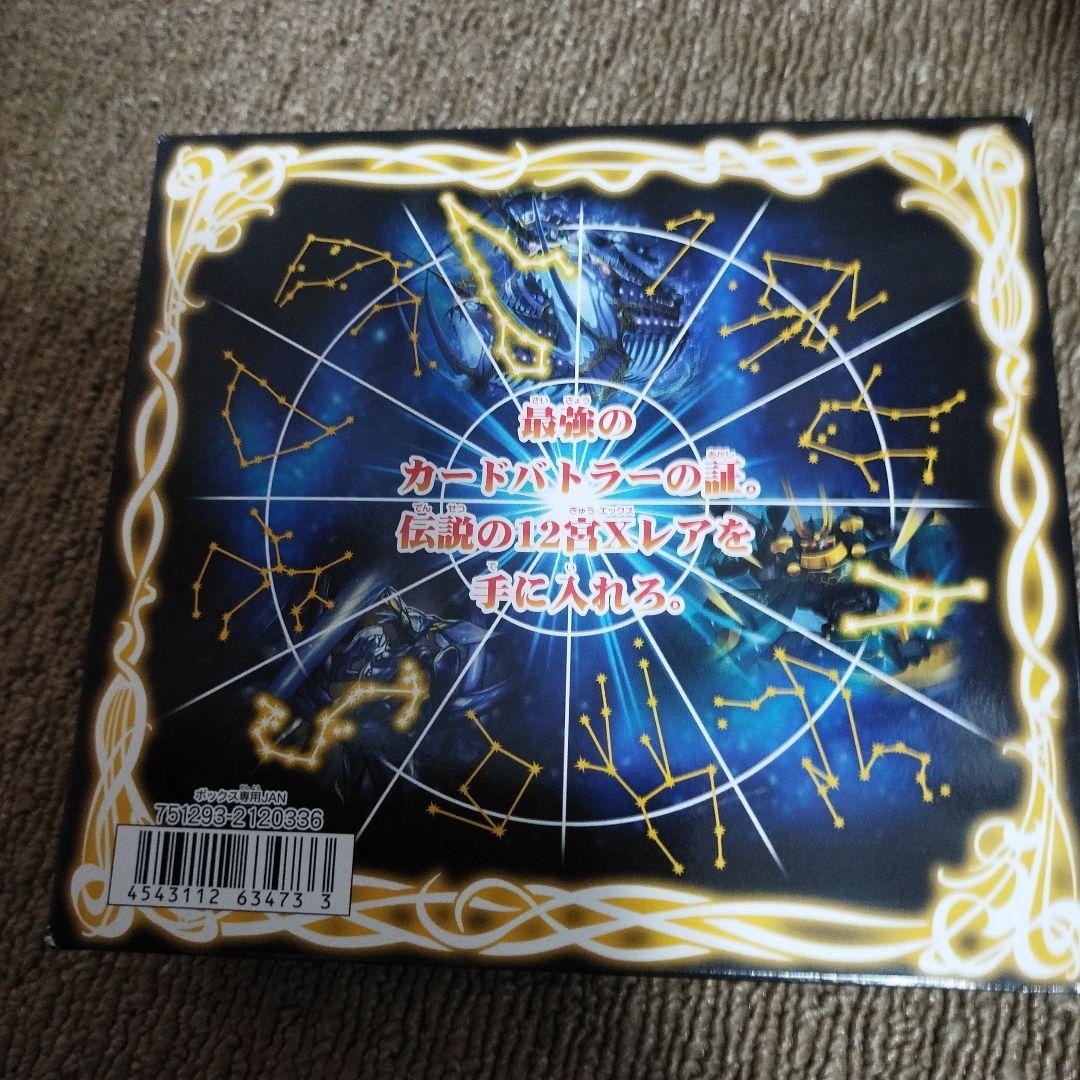 最強の
カードバトラーの証。
伝説の12宮Xレアを
手に入れろ。
ボックス専用JAN
751293-2120336
4543112 63473 3